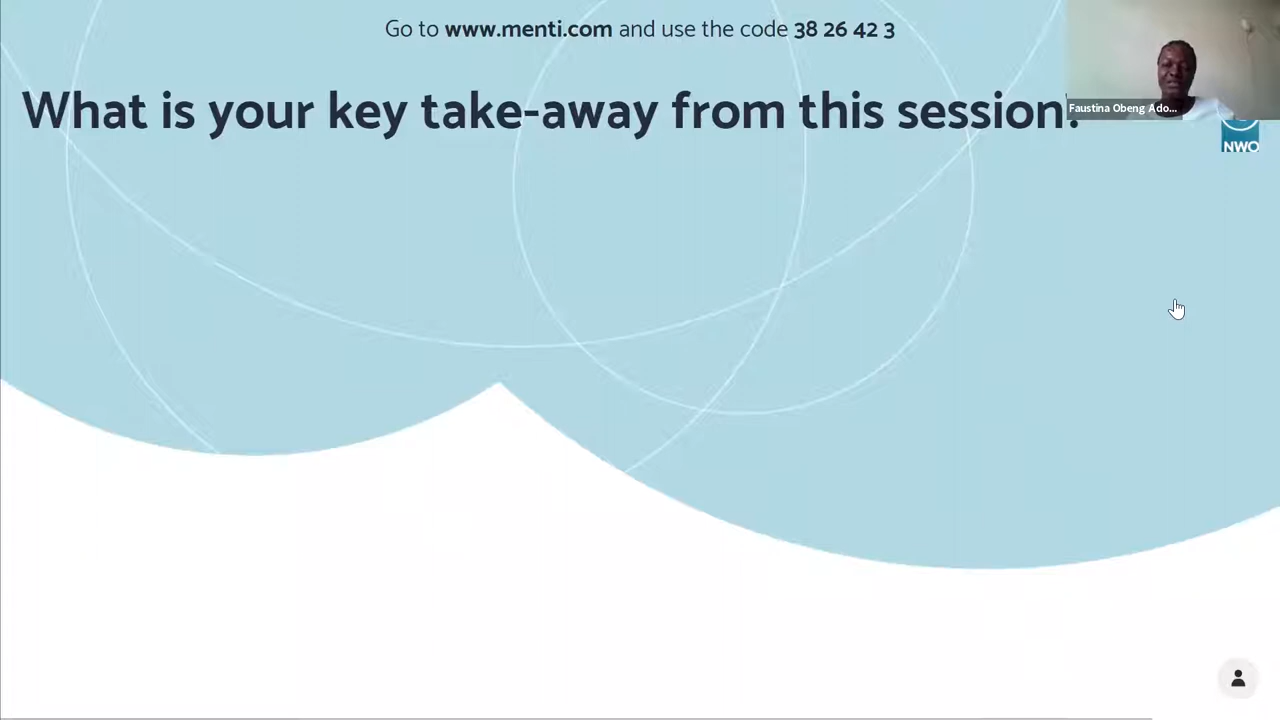 Go to www.menti.com and use the code 38 26 42 3
What is your key take-away from this session?
Faustina Obeng Ado...
NWO